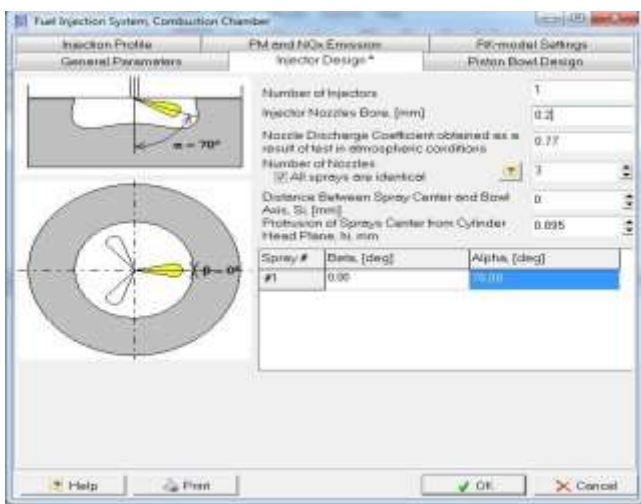 Fuel Injection System, Combustion Chamber
Injection Profile
PM and NOx Emission
RK-model Settings
General Parameters
Injector Design *
Piston Bowl Design
Number of Injectors
1
Injector Nozzles Bore, [mm]
0.2
Nozzle Discharge Coefficient obtained as a
result of test in atmospheric conditions
0.77
Number of Nozzles
All sprays are identical
?
3
Distance Between Spray Center and Bowl
Axis, Si, [mm]
0
Protrusion of Sprays Center from Cylinder
Head Plane, hi, mm
0.895
α = 70°
β = 0°
Spray #
Beta, [deg]
Alpha, [deg]
#1
0.00
70.00
Help
Print
OK
Cancel